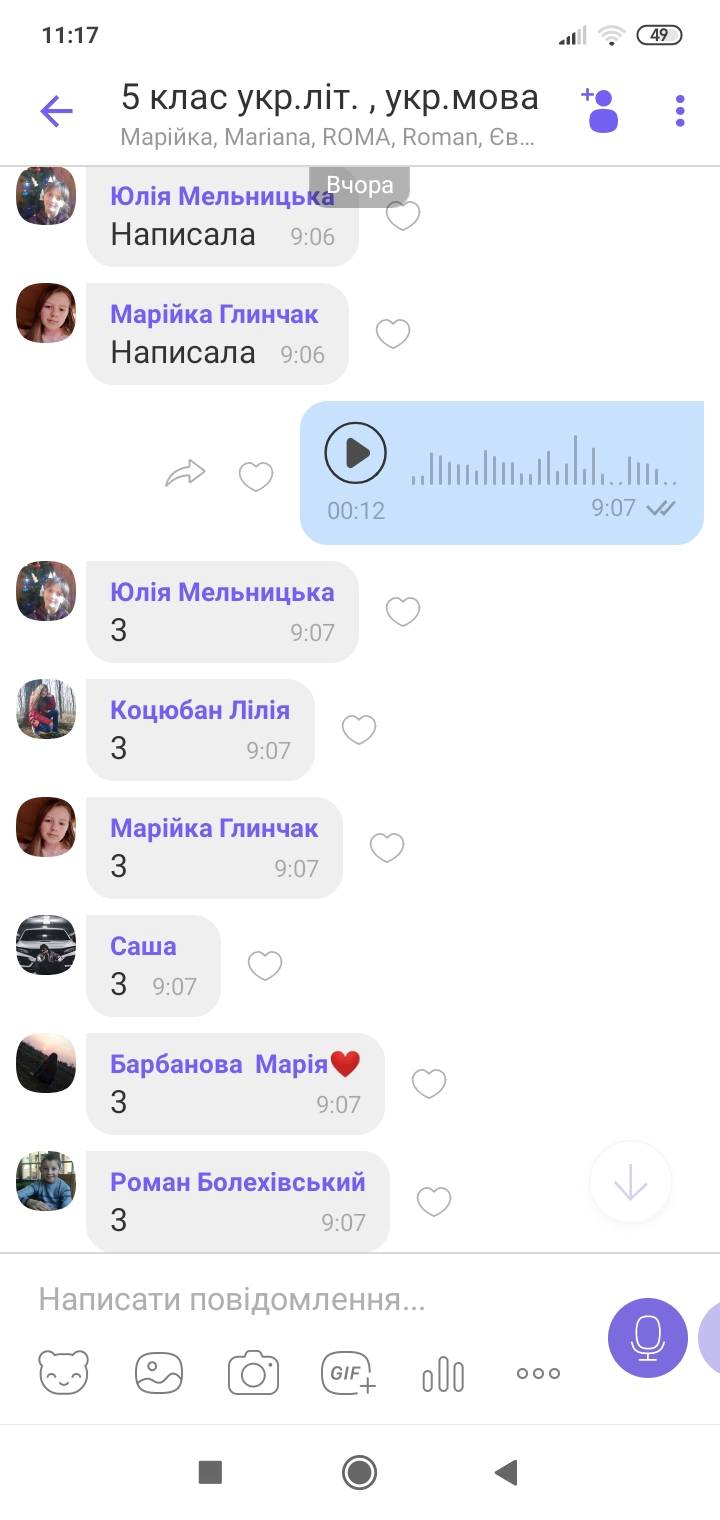 11:17
49
5 клас укр.літ. , укр.мова
Марійка, Mariana, ROMA, Roman, Єв...
Вчора
Юлія Мельницька
Написала 9:06
Марійка Глинчак
Написала 9:06
00:12 9:07
Юлія Мельницька
3 9:07
Коцюбан Лілія
3 9:07
Марійка Глинчак
3 9:07
Саша
3 9:07
Барбанова Марія❤️
3 9:07
Роман Болехівський
3 9:07
Написати повідомлення...
GIF